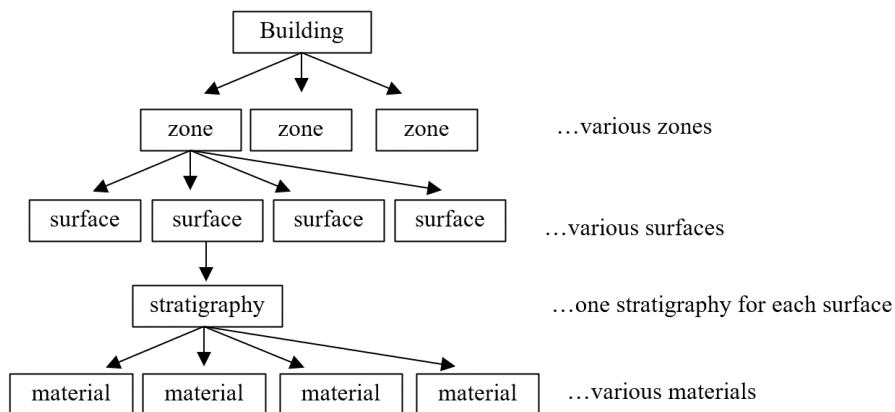 Building
zone zone zone …various zones
surface surface surface surface …various surfaces
stratigraphy …one stratigraphy for each surface
material material material material …various materials